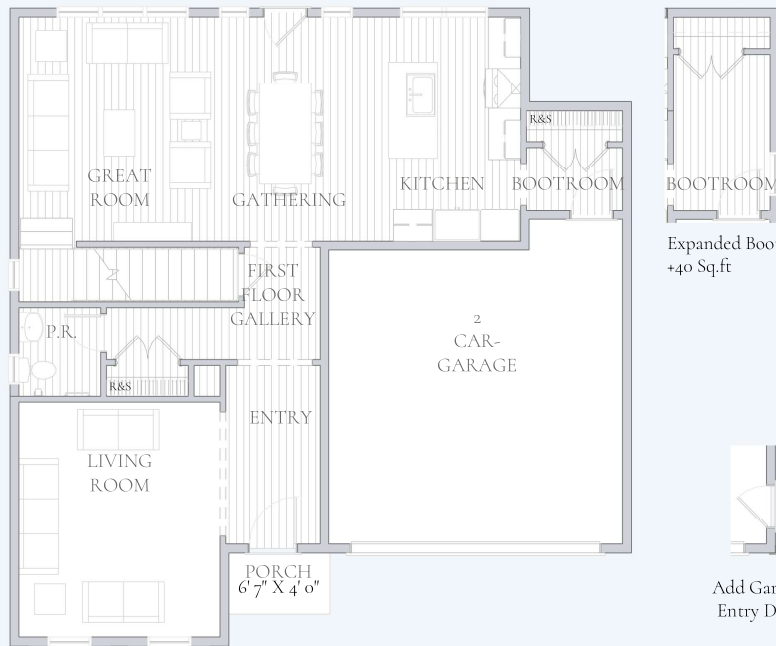 R&S
GREAT
ROOM
GATHERING
KITCHEN
BOOTROOM
BOOTROOM
Expanded Boo
+40 Sq.ft
FIRST
FLOOR
GALLERY
P.R.
2
CAR-
GARAGE
R&S
ENTRY
LIVING
ROOM
PORCH
6' 7" X 4' 0"
Add Gar
Entry D